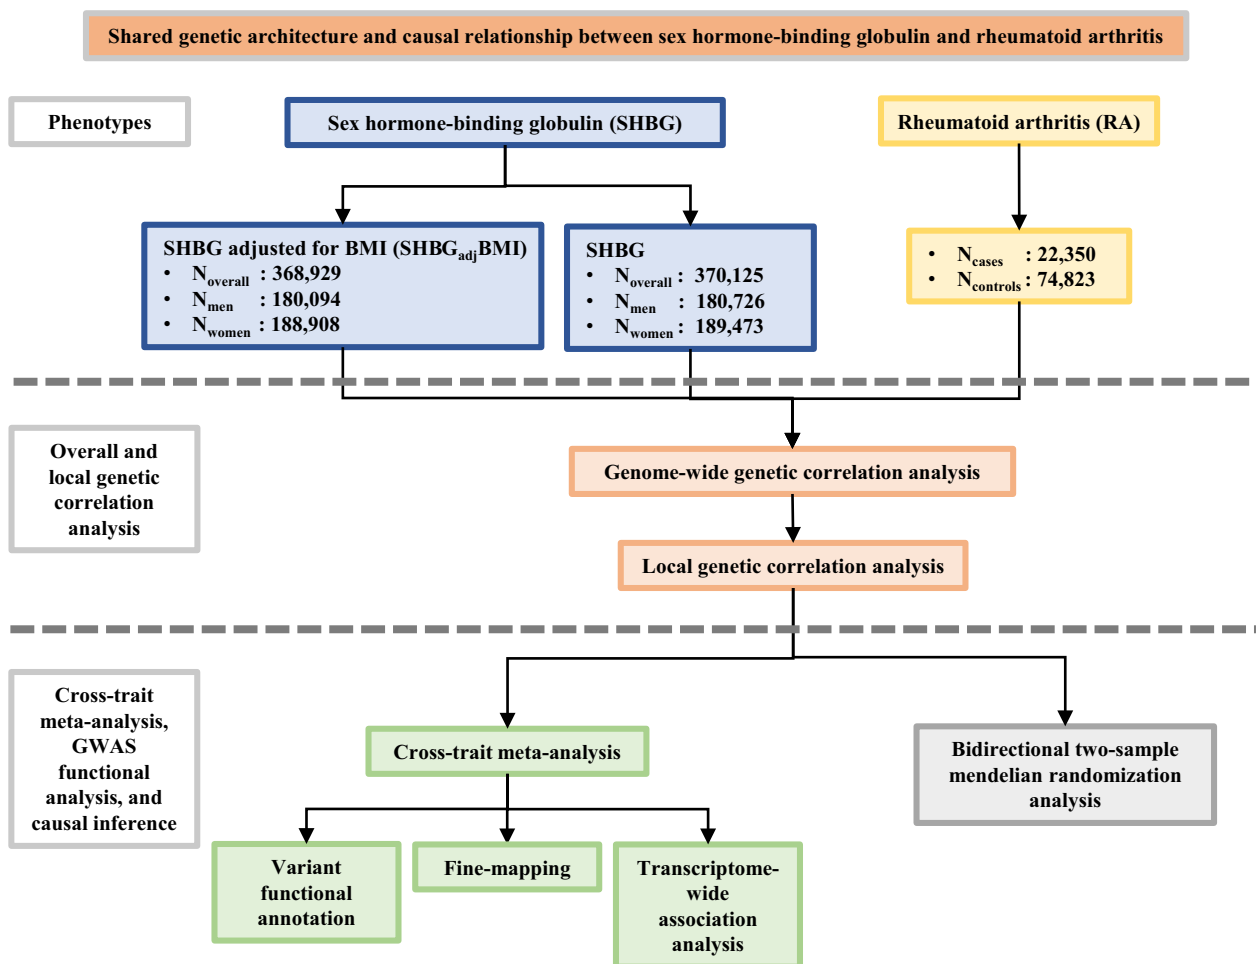 Shared genetic architecture and causal relationship between sex hormone-binding globulin and rheumatoid arthritis
Phenotypes
Sex hormone-binding globulin (SHBG)
Rheumatoid arthritis (RA)
SHBG adjusted for BMI (SHBGadjBMI)
• Noverall : 368,929
• Nmen : 180,094
• Nwomen : 188,908
SHBG
• Noverall : 370,125
• Nmen : 180,726
• Nwomen : 189,473
• Ncases : 22,350
• Ncontrols : 74,823
Overall and
local genetic
correlation
analysis
Genome-wide genetic correlation analysis
Local genetic correlation analysis
Cross-trait
meta-analysis,
GWAS
functional
analysis, and
causal inference
Cross-trait meta-analysis
Bidirectional two-sample
mendelian randomization
analysis
Variant
functional
annotation
Fine-mapping
Transcriptome-
wide
association
analysis